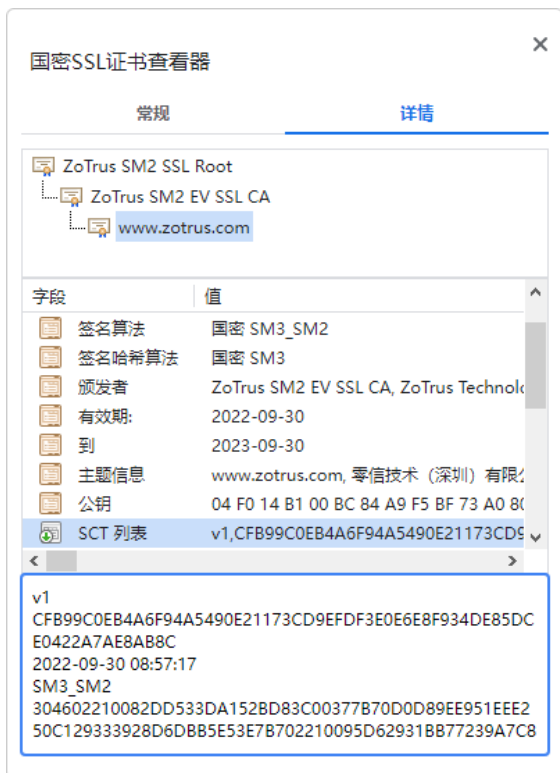 国密SSL证书查看器
常规 详情
ZoTrus SM2 SSL Root
ZoTrus SM2 EV SSL CA
www.zotrus.com
字段 值
签名算法 国密 SM3_SM2
签名哈希算法 国密 SM3
颁发者 ZoTrus SM2 EV SSL CA, ZoTrus Technolo
有效期: 2022-09-30
到 2023-09-30
主题信息 www.zotrus.com, 零信技术（深圳）有限
公钥 04 F0 14 B1 00 BC 84 A9 F5 BF 73 A0 80
SCT 列表 v1,CFB99C0EB4A6F94A5490E21173CD9
v1
CFB99C0EB4A6F94A5490E21173CD9EFDF3E0E6E8F934DE85DC
E0422A7AE8AB8C
2022-09-30 08:57:17
SM3_SM2
304602210082DD533DA152BD83C00377B70D0D89EE951EEE2
50C129333928D6DBB5E53E7B702210095D62931BB77239A7C8